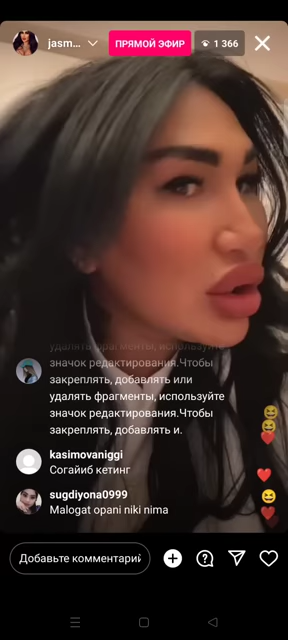 jasm...
ПРЯМОЙ ЭФИР
1 366
удалять фрагменты, используйте
значок редактирования.Чтобы
закреплять, добавлять или
удалять фрагменты, используйте
значок редактирования.Чтобы
закреплять, добавлять и.
kasimovaniggi
Согайиб кетинг
sugdiyona0999
Malogat opani niki nima
Добавьте комментарий